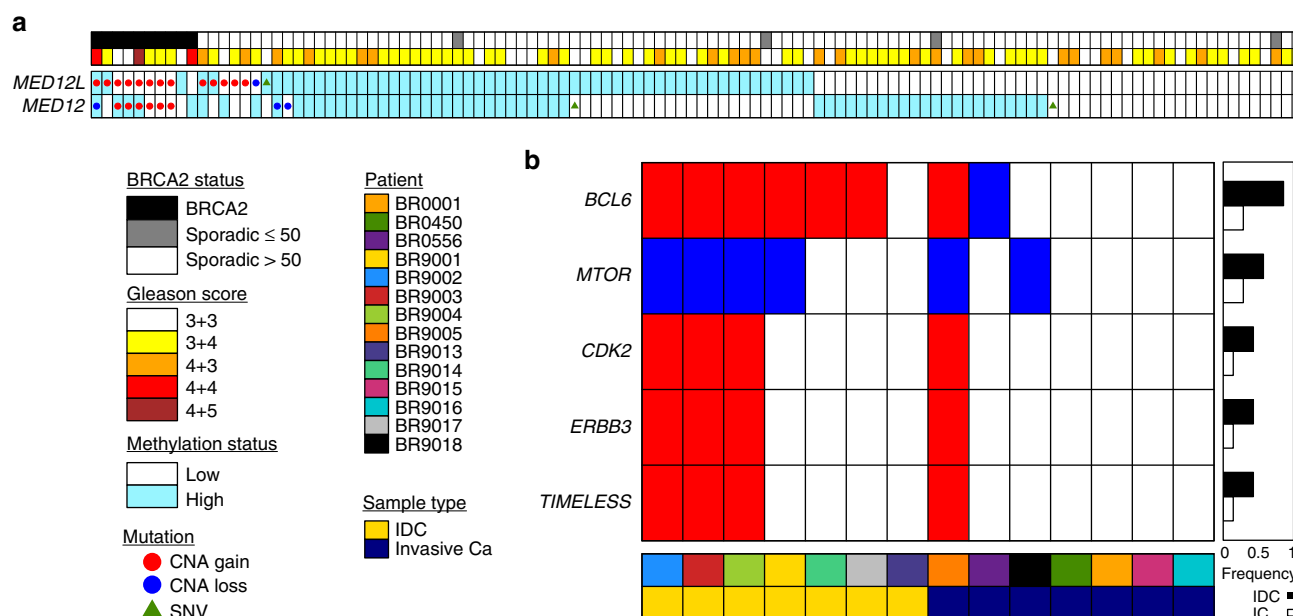 a
MED12L
MED12
BRCA2 status
BRCA2
Sporadic ≤ 50
Sporadic > 50
Gleason score
3+3
3+4
4+3
4+4
4+5
Methylation status
Low
High
Mutation
CNA gain
CNA loss
SNV
Patient
BR0001
BR0450
BR0556
BR9001
BR9002
BR9003
BR9004
BR9005
BR9013
BR9014
BR9015
BR9016
BR9017
BR9018
Sample type
IDC
Invasive Ca
b
BCL6
MTOR
CDK2
ERBB3
TIMELESS
0 0.5 1
Frequency
IDC
IC